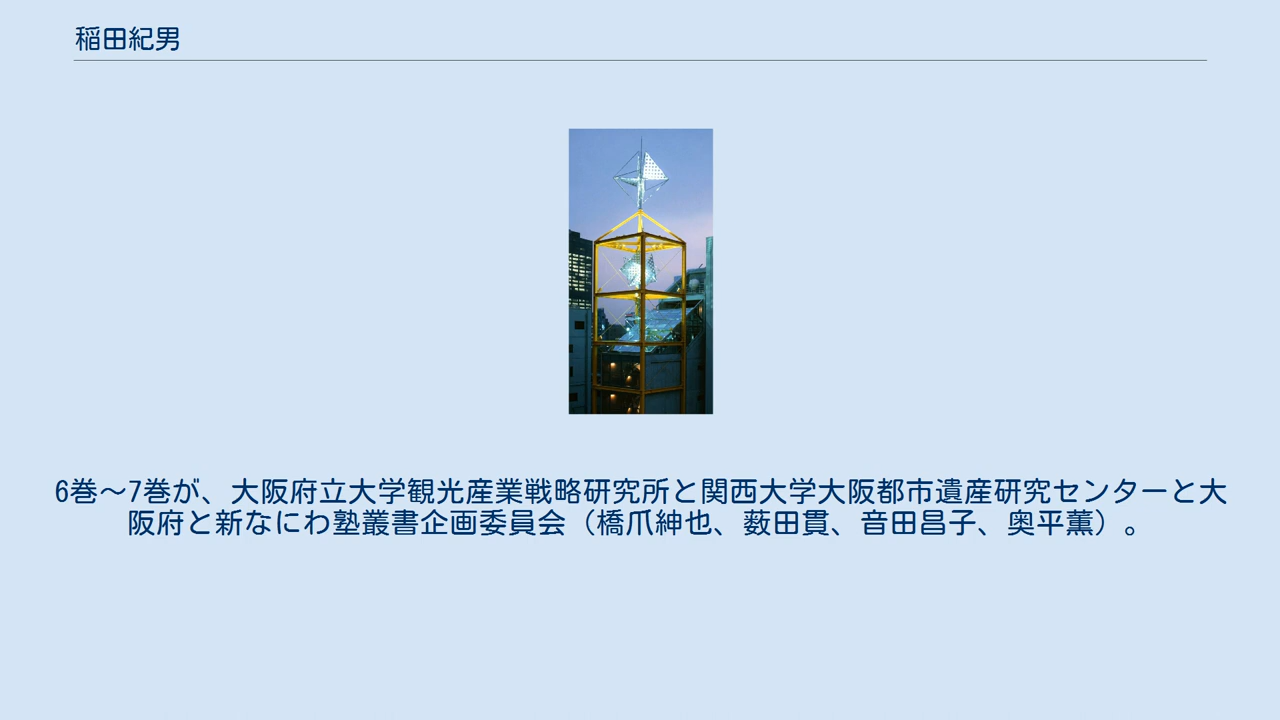 稲田紀男
6巻～7巻が、大阪府立大学観光産業戦略研究所と関西大学大阪都市遺産研究センターと大
阪府と新なにわ塾叢書企画委員会（橋爪紳也、薮田貫、音田昌子、奥平薫）。